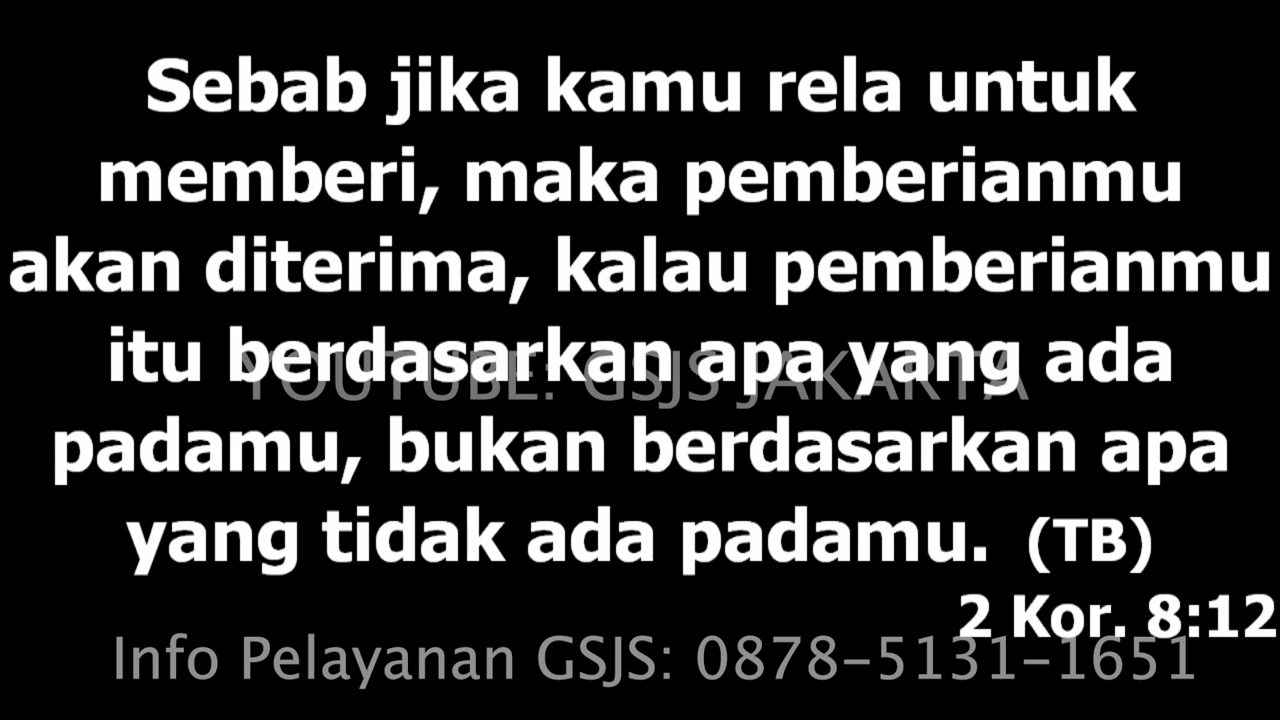 Sebab jika kamu rela untuk
memberi, maka pemberianmu
akan diterima, kalau pemberianmu
itu berdasarkan apa yang ada
YOUTUBE: GSJS JAKARTA
padamu, bukan berdasarkan apa
yang tidak ada padamu. (TB)
2 Kor. 8:12
Info Pelayanan GSJS: 0878-5131-1651